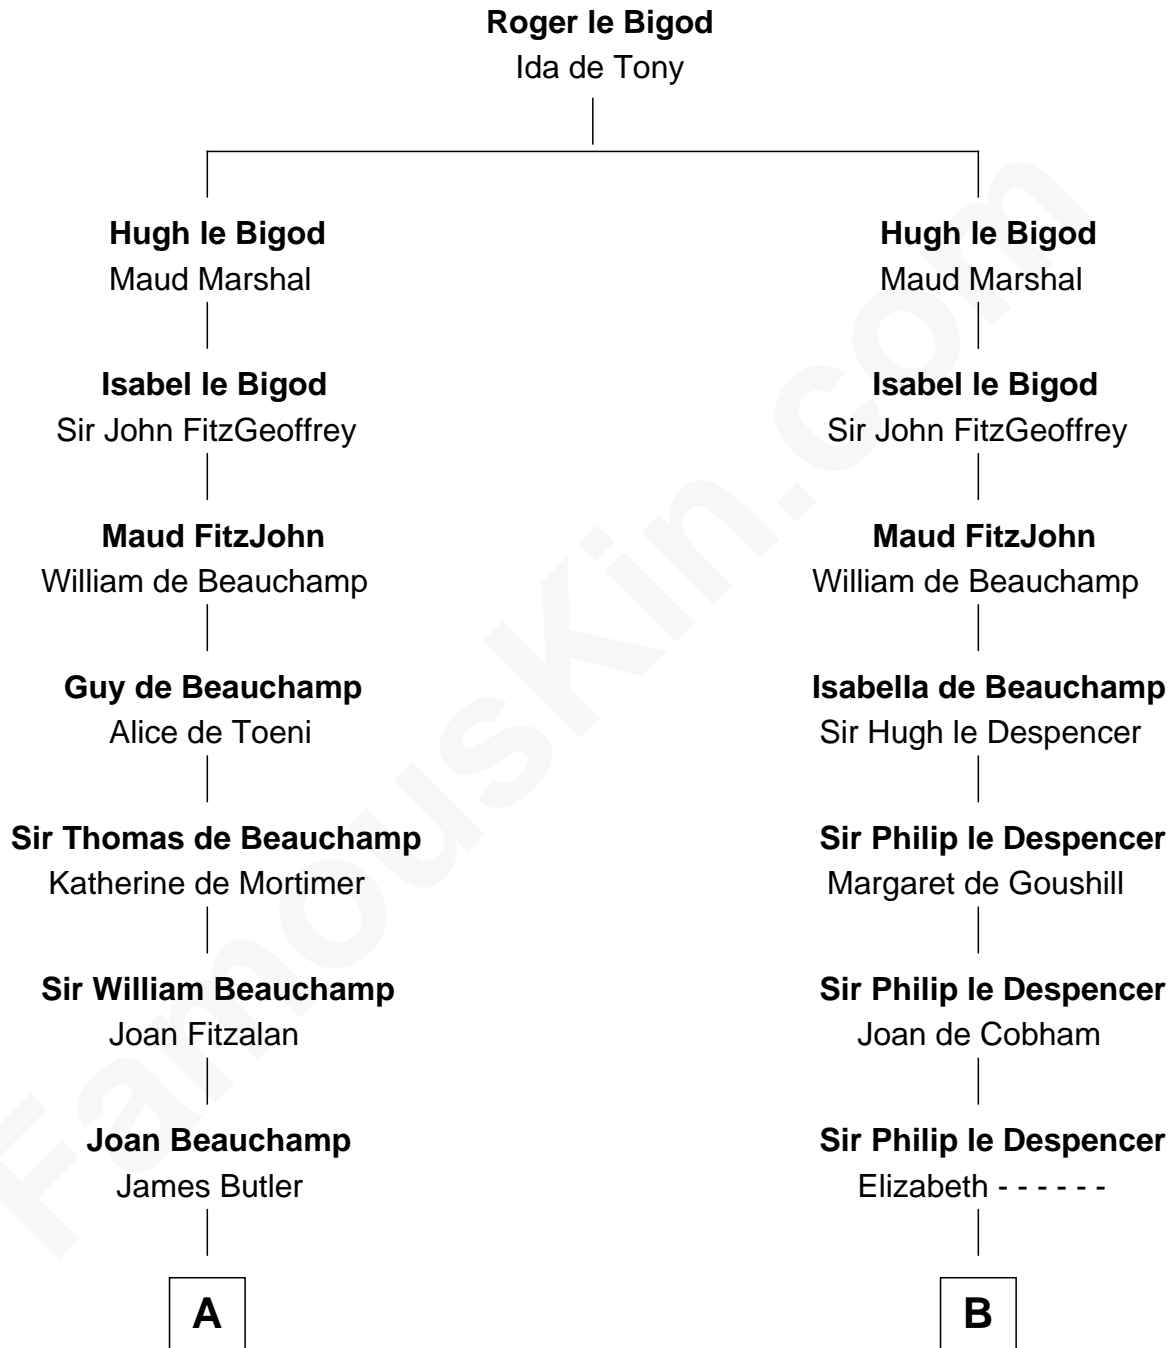 Roger le Bigod
Ida de Tony
Hugh le Bigod
Maud Marshal
Isabel le Bigod
Sir John FitzGeoffrey
Maud FitzJohn
William de Beauchamp
Guy de Beauchamp
Alice de Toeni
Sir Thomas de Beauchamp
Katherine de Mortimer
Sir William Beauchamp
Joan Fitzalan
Joan Beauchamp
James Butler
A
Hugh le Bigod
Maud Marshal
Isabel le Bigod
Sir John FitzGeoffrey
Maud FitzJohn
William de Beauchamp
Isabella de Beauchamp
Sir Hugh le Despencer
Sir Philip le Despencer
Margaret de Goushill
Sir Philip le Despencer
Joan de Cobham
Sir Philip le Despencer
Elizabeth - - - - - -
B
FamousKin.com